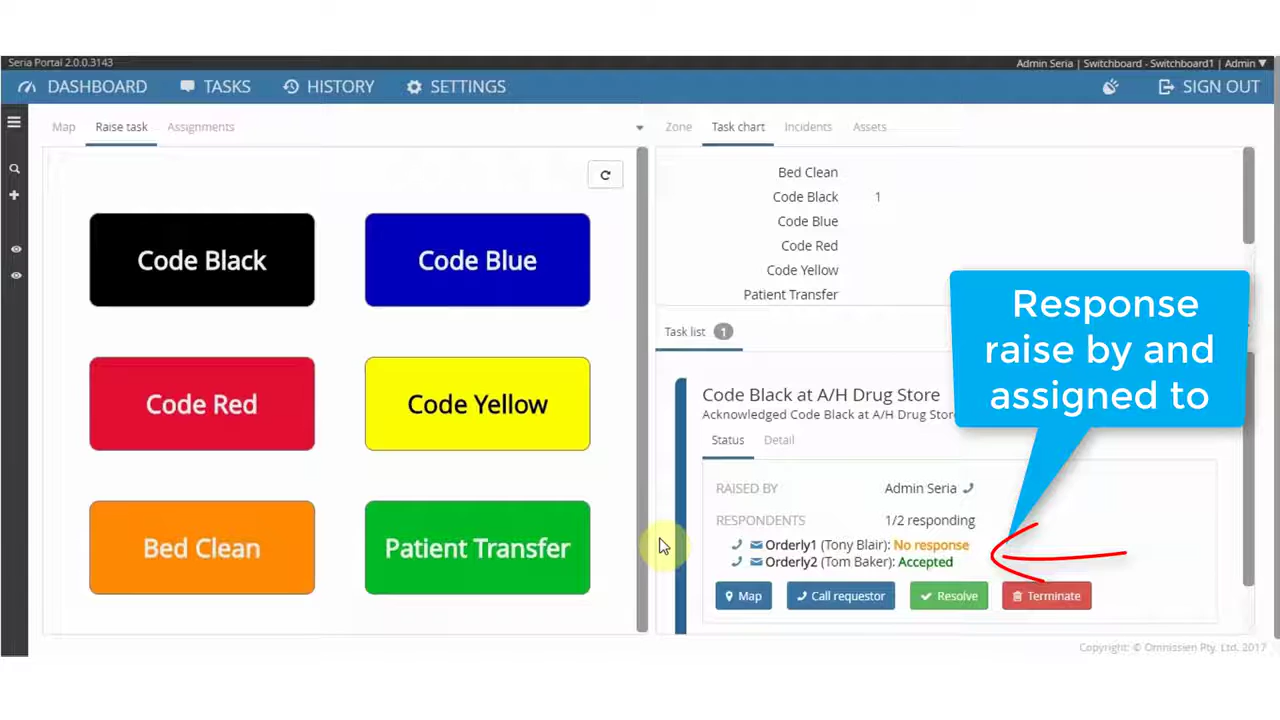 Seria Portal 2.0.0.3143
Admin Seria | Switchboard - Switchboard1 | Admin ▼
DASHBOARD TASKS HISTORY SETTINGS
SIGN OUT
Map Raise task Assignments
Zone Task chart Incidents Assets
Code Black Code Blue
Code Red Code Yellow
Bed Clean Patient Transfer
Bed Clean
Code Black 1
Code Blue
Code Red
Code Yellow
Patient Transfer
Response
raise by and
assigned to
Task list 1
Code Black at A/H Drug Store
Acknowledged Code Black at A/H Drug Store
Status Detail
RAISED BY Admin Seria
RESPONDENTS 1/2 responding
Orderly1 (Tony Blair): No response
Orderly2 (Tom Baker): Accepted
Map Call requestor Resolve Terminate
Copyright: © Omnissien Pty. Ltd. 2017